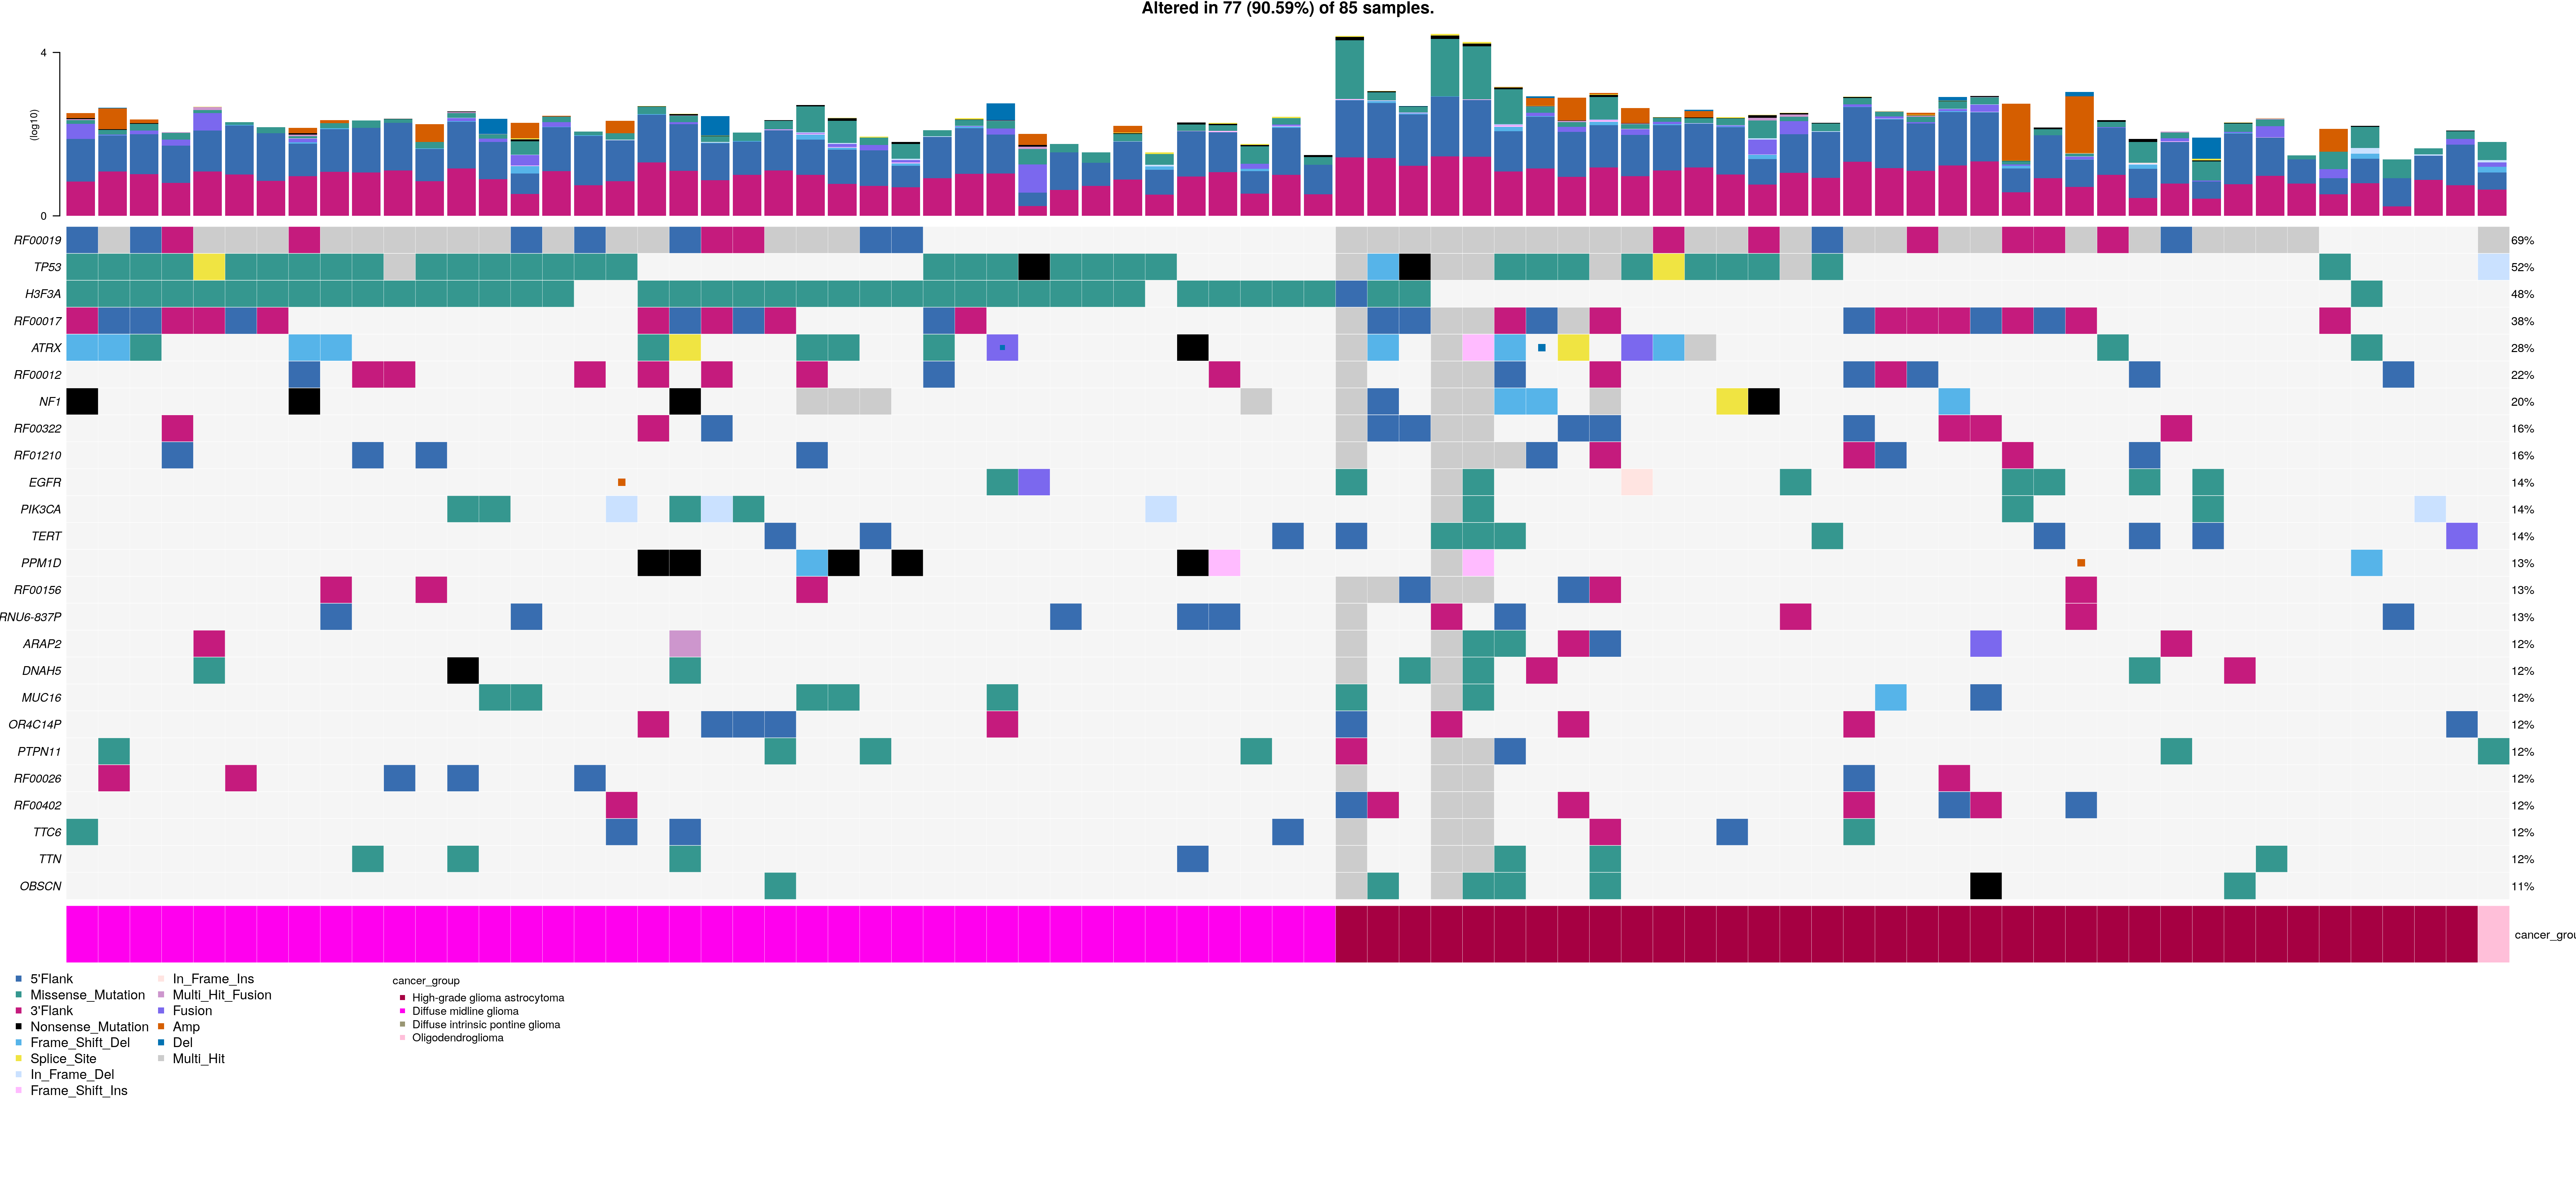 Altered in 77 (90.59%) of 85 samples.
4
(log10)
0
RF00019 69%
TP53 52%
H3F3A 48%
RF00017 38%
ATRX 28%
RF00012 22%
NF1 20%
RF00322 16%
RF01210 16%
EGFR 14%
PIK3CA 14%
TERT 14%
PPM1D 13%
RF00156 13%
RNU6-837P 13%
ARAP2 12%
DNAH5 12%
MUC16 12%
OR4C14P 12%
PTPN11 12%
RF00026 12%
RF00402 12%
TTC6 12%
TTN 12%
OBSCN 11%
cancer_grou
5'Flank
Missense_Mutation
3'Flank
Nonsense_Mutation
Frame_Shift_Del
Splice_Site
In_Frame_Del
Frame_Shift_Ins
In_Frame_Ins
Multi_Hit_Fusion
Fusion
Amp
Del
Multi_Hit
cancer_group
High-grade glioma astrocytoma
Diffuse midline glioma
Diffuse intrinsic pontine glioma
Oligodendroglioma